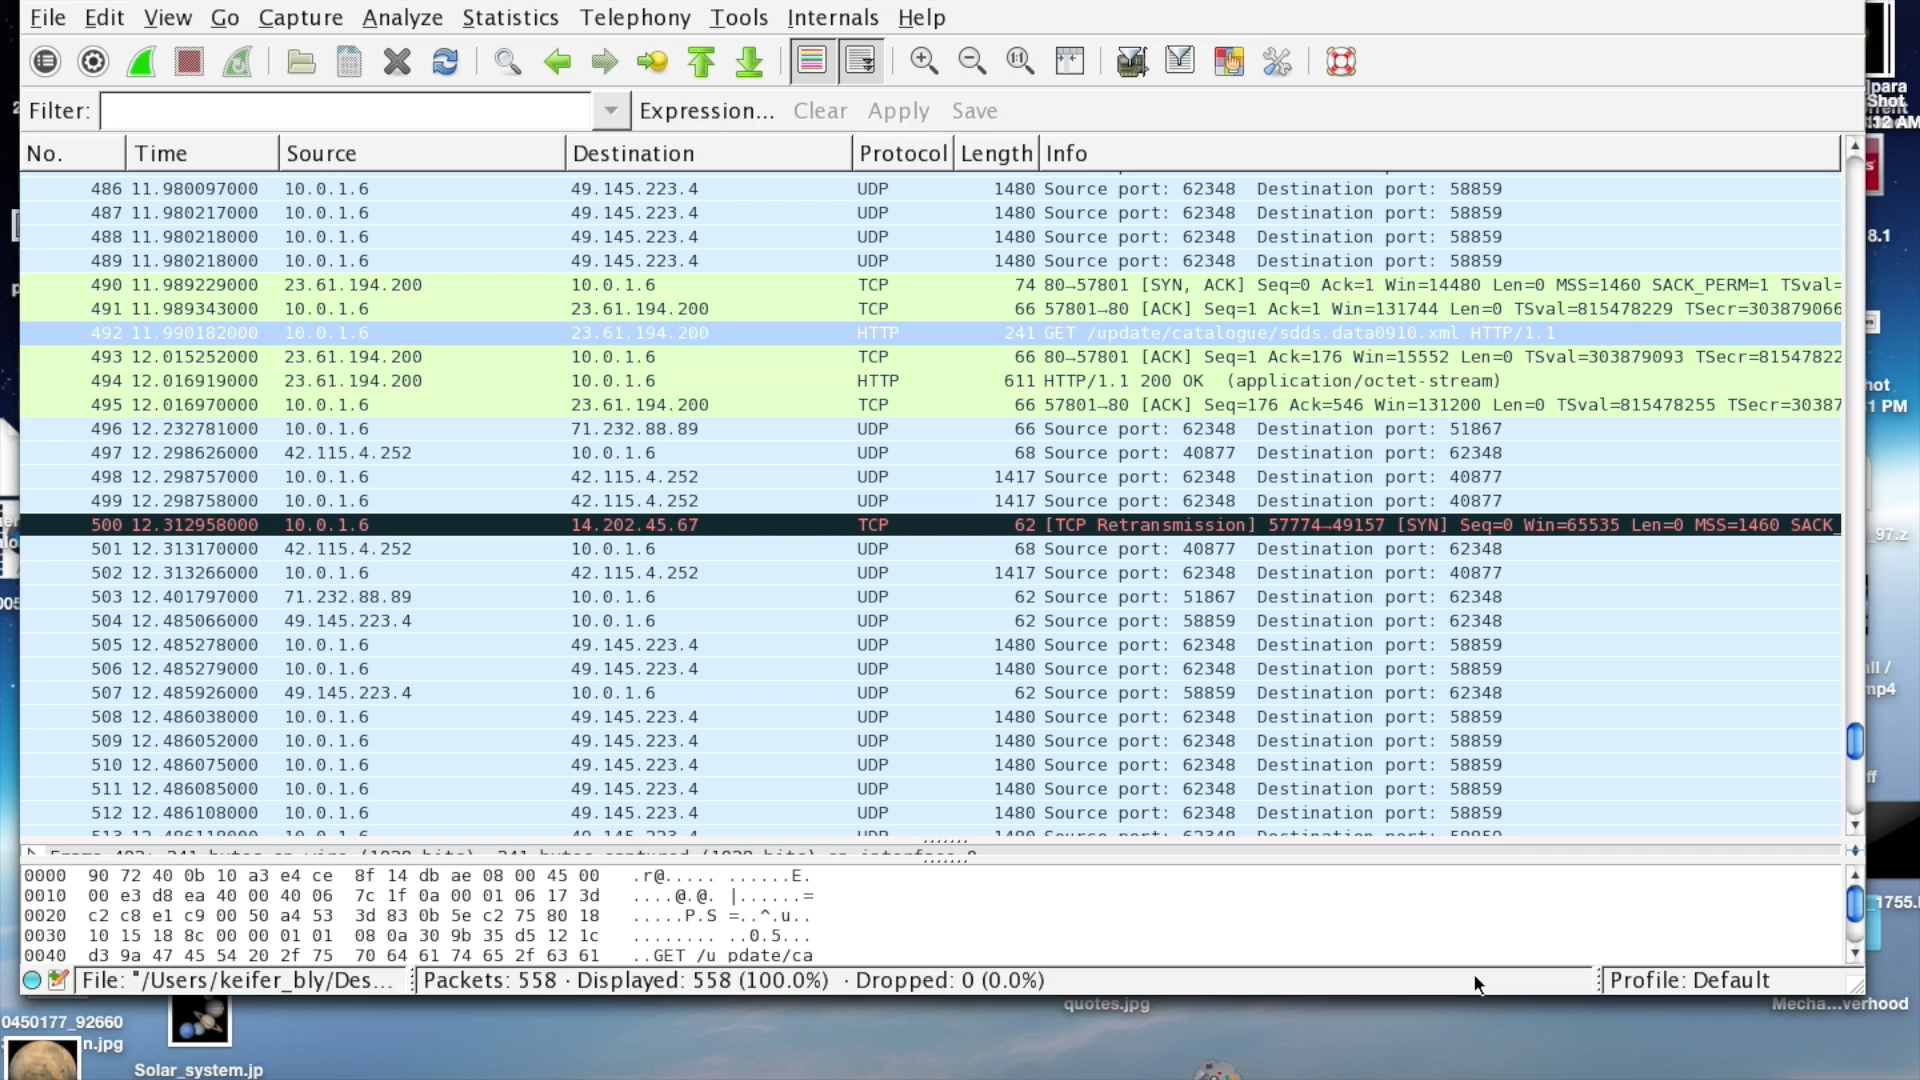 File Edit View Go Capture Analyze Statistics Telephony Tools Internals Help
Filter: Expression... Clear Apply Save
No. Time Source Destination Protocol Length Info
486 11.980097000 10.0.1.6 49.145.223.4 UDP 1480 Source port: 62348 Destination port: 58859
487 11.980217000 10.0.1.6 49.145.223.4 UDP 1480 Source port: 62348 Destination port: 58859
488 11.980218000 10.0.1.6 49.145.223.4 UDP 1480 Source port: 62348 Destination port: 58859
489 11.980218000 10.0.1.6 49.145.223.4 UDP 1480 Source port: 62348 Destination port: 58859
490 11.989229000 23.61.194.200 10.0.1.6 TCP 74 80→57801 [SYN, ACK] Seq=0 Ack=1 Win=14480 Len=0 MSS=1460 SACK_PERM=1 TSval=
491 11.989343000 10.0.1.6 23.61.194.200 TCP 66 57801→80 [ACK] Seq=1 Ack=1 Win=131744 Len=0 TSval=815478229 TSecr=303879066
492 11.990182000 10.0.1.6 23.61.194.200 HTTP 241 GET /update/catalogue/sdds.data0910.xml HTTP/1.1
493 12.015252000 23.61.194.200 10.0.1.6 TCP 66 80→57801 [ACK] Seq=1 Ack=176 Win=15552 Len=0 TSval=303879093 TSecr=81547822
494 12.016919000 23.61.194.200 10.0.1.6 HTTP 611 HTTP/1.1 200 OK (application/octet-stream)
495 12.016970000 10.0.1.6 23.61.194.200 TCP 66 57801→80 [ACK] Seq=176 Ack=546 Win=131200 Len=0 TSval=815478255 TSecr=30387
496 12.232781000 10.0.1.6 71.232.88.89 UDP 66 Source port: 62348 Destination port: 51867
497 12.298626000 42.115.4.252 10.0.1.6 UDP 68 Source port: 40877 Destination port: 62348
498 12.298757000 10.0.1.6 42.115.4.252 UDP 1417 Source port: 62348 Destination port: 40877
499 12.298758000 10.0.1.6 42.115.4.252 UDP 1417 Source port: 62348 Destination port: 40877
500 12.312958000 10.0.1.6 14.202.45.67 TCP 62 [TCP Retransmission] 57774→49157 [SYN] Seq=0 Win=65535 Len=0 MSS=1460 SACK_
501 12.313170000 42.115.4.252 10.0.1.6 UDP 68 Source port: 40877 Destination port: 62348
502 12.313266000 10.0.1.6 42.115.4.252 UDP 1417 Source port: 62348 Destination port: 40877
503 12.401797000 71.232.88.89 10.0.1.6 UDP 62 Source port: 51867 Destination port: 62348
504 12.485066000 49.145.223.4 10.0.1.6 UDP 62 Source port: 58859 Destination port: 62348
505 12.485278000 10.0.1.6 49.145.223.4 UDP 1480 Source port: 62348 Destination port: 58859
506 12.485279000 10.0.1.6 49.145.223.4 UDP 1480 Source port: 62348 Destination port: 58859
507 12.485926000 49.145.223.4 10.0.1.6 UDP 62 Source port: 58859 Destination port: 62348
508 12.486038000 10.0.1.6 49.145.223.4 UDP 1480 Source port: 62348 Destination port: 58859
509 12.486052000 10.0.1.6 49.145.223.4 UDP 1480 Source port: 62348 Destination port: 58859
510 12.486075000 10.0.1.6 49.145.223.4 UDP 1480 Source port: 62348 Destination port: 58859
511 12.486085000 10.0.1.6 49.145.223.4 UDP 1480 Source port: 62348 Destination port: 58859
512 12.486108000 10.0.1.6 49.145.223.4 UDP 1480 Source port: 62348 Destination port: 58859
0000 90 72 40 0b 10 a3 e4 ce 8f 14 db ae 08 00 45 00 .r@..... ......E.
0010 00 e3 d8 ea 40 00 40 06 7c 1f 0a 00 01 06 17 3d ....@.@. |......=
0020 c2 c8 e1 c9 00 50 a4 53 3d 83 0b 5e c2 75 80 18 .....P.S =..^.u..
0030 10 15 18 8c 00 00 01 01 08 0a 30 9b 35 d5 12 1c ........ ..0.5...
0040 d3 9a 47 45 54 20 2f 75 70 64 61 74 65 2f 63 61 ..GET /u pdate/ca
File: "/Users/keifer_bly/Des... Packets: 558 · Displayed: 558 (100.0%) · Dropped: 0 (0.0%) Profile: Default
quotes.jpg
Mecha...verhood
0450177_92660
n.jpg
Solar_system.jp
para
Shot
8.1
1 PM
_97.z
all /
mp4
_1755.